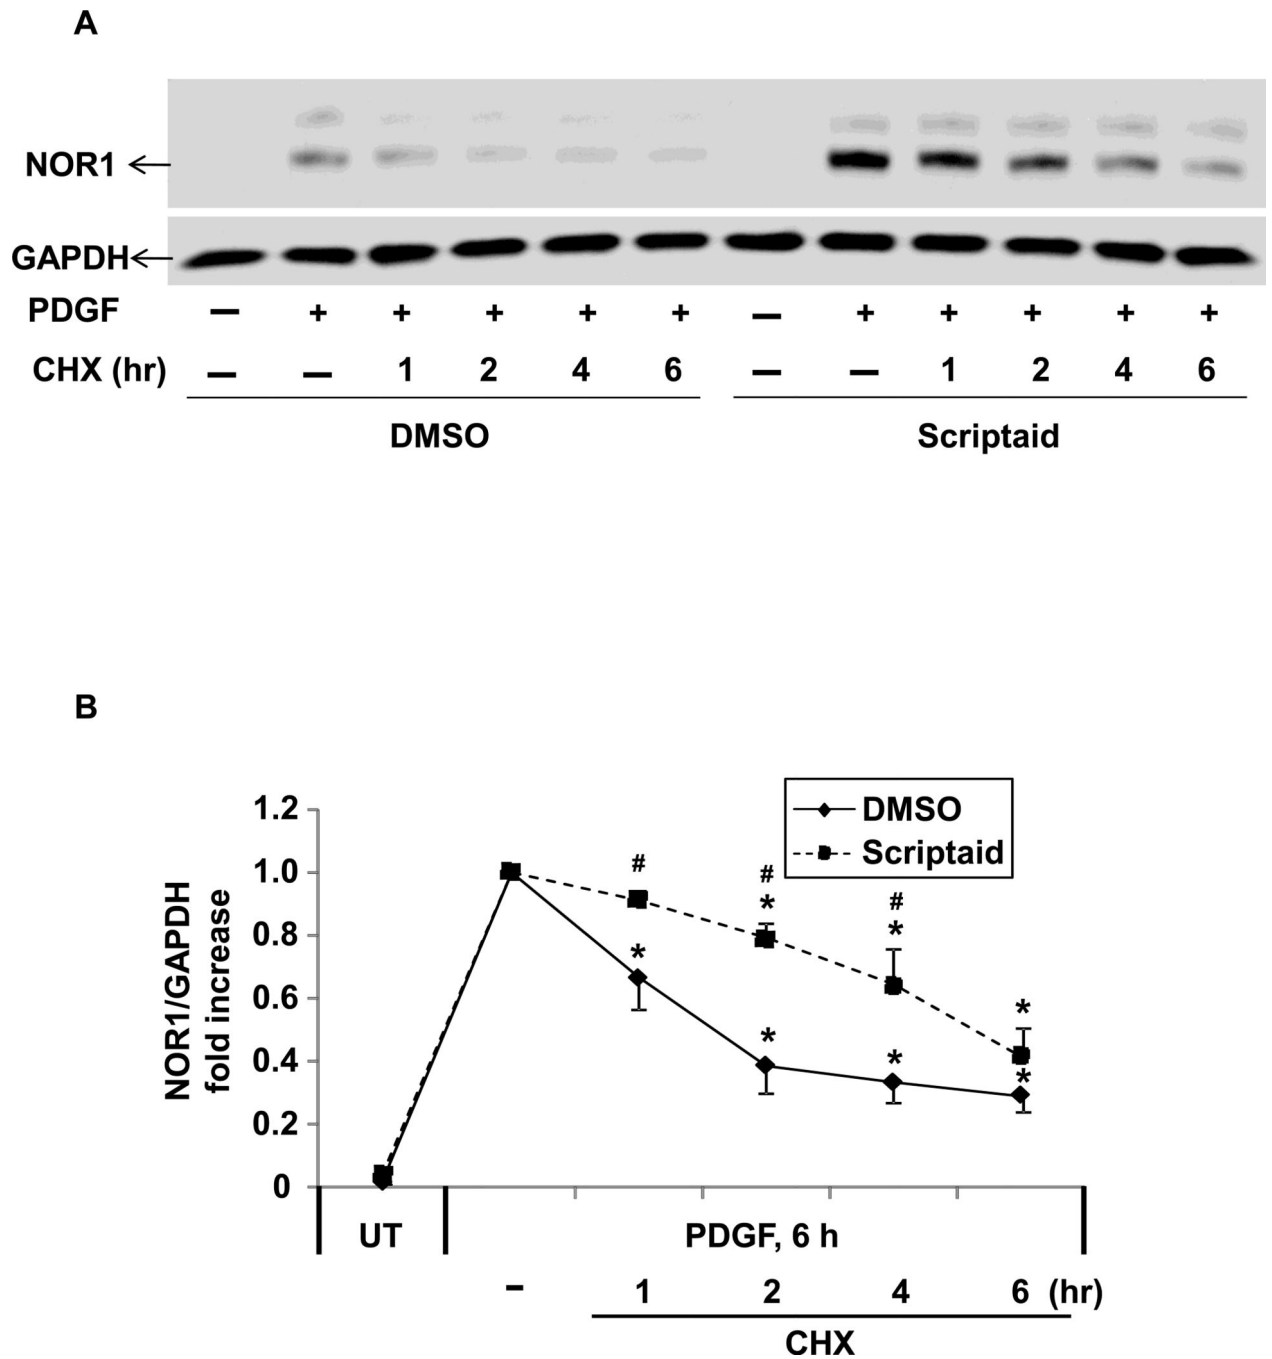 A
NOR1
GAPDH
PDGF – + + + + + – + + + + +
CHX (hr) – – 1 2 4 6 – – 1 2 4 6
DMSO Scriptaid
B
NOR1/GAPDH
fold increase
1.2
1.0
0.8
0.6
0.4
0.2
0
DMSO
Scriptaid
#
#
*
#
*
*
*
*
*
*
UT PDGF, 6 h
– 1 2 4 6 (hr)
CHX